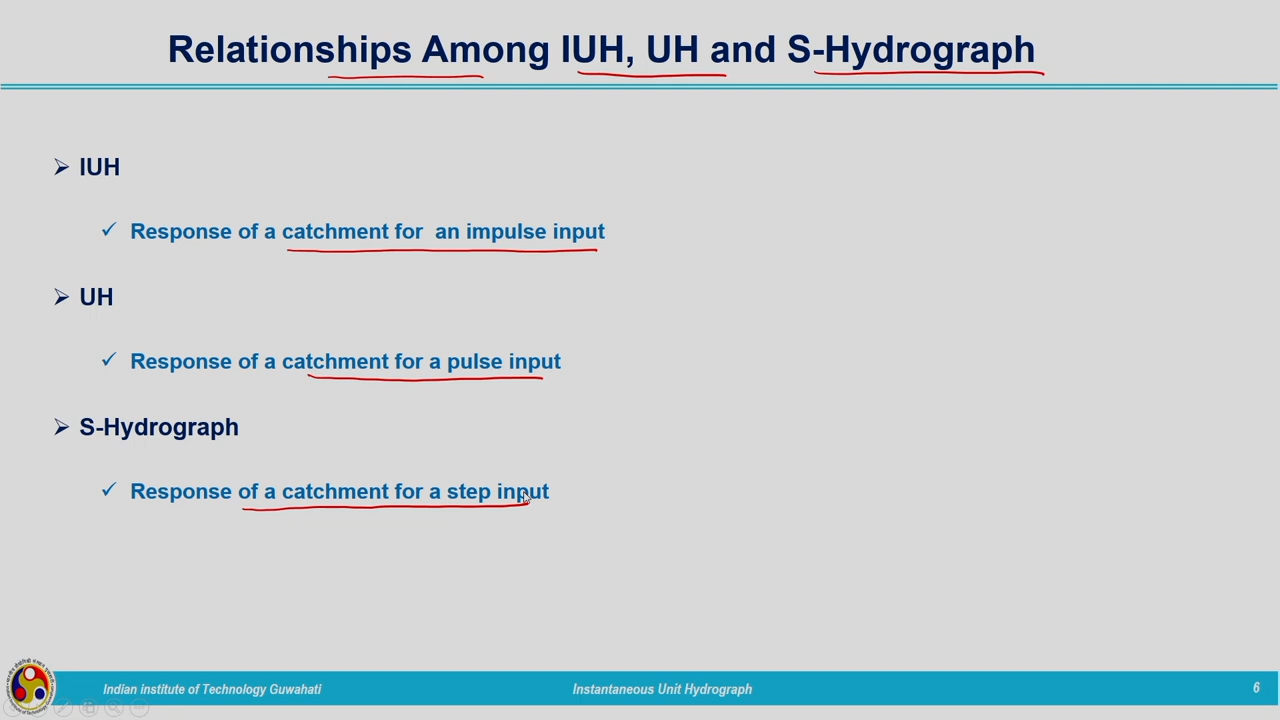 Relationships Among IUH, UH and S-Hydrograph
IUH
Response of a catchment for an impulse input
UH
Response of a catchment for a pulse input
S-Hydrograph
Response of a catchment for a step input
Indian institute of Technology Guwahati
Instantaneous Unit Hydrograph
6